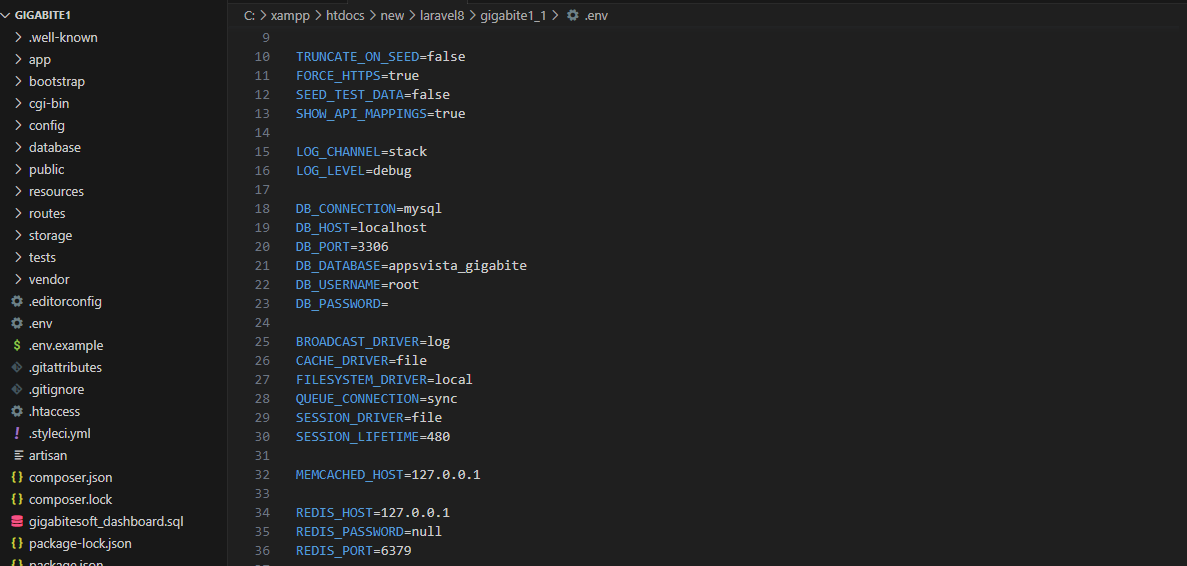 GIGABITE1
.well-known
app
bootstrap
cgi-bin
config
database
public
resources
routes
storage
tests
vendor
.editorconfig
.env
.env.example
.gitattributes
.gitignore
.htaccess
.styleci.yml
artisan
composer.json
composer.lock
gigabitesoft_dashboard.sql
package-lock.json
package.json
C: > xampp > htdocs > new > laravel8 > gigabite1_1 > .env
9
10 TRUNCATE_ON_SEED=false
11 FORCE_HTTPS=true
12 SEED_TEST_DATA=false
13 SHOW_API_MAPPINGS=true
14
15 LOG_CHANNEL=stack
16 LOG_LEVEL=debug
17
18 DB_CONNECTION=mysql
19 DB_HOST=localhost
20 DB_PORT=3306
21 DB_DATABASE=appsvista_gigabite
22 DB_USERNAME=root
23 DB_PASSWORD=
24
25 BROADCAST_DRIVER=log
26 CACHE_DRIVER=file
27 FILESYSTEM_DRIVER=local
28 QUEUE_CONNECTION=sync
29 SESSION_DRIVER=file
30 SESSION_LIFETIME=480
31
32 MEMCACHED_HOST=127.0.0.1
33
34 REDIS_HOST=127.0.0.1
35 REDIS_PASSWORD=null
36 REDIS_PORT=6379